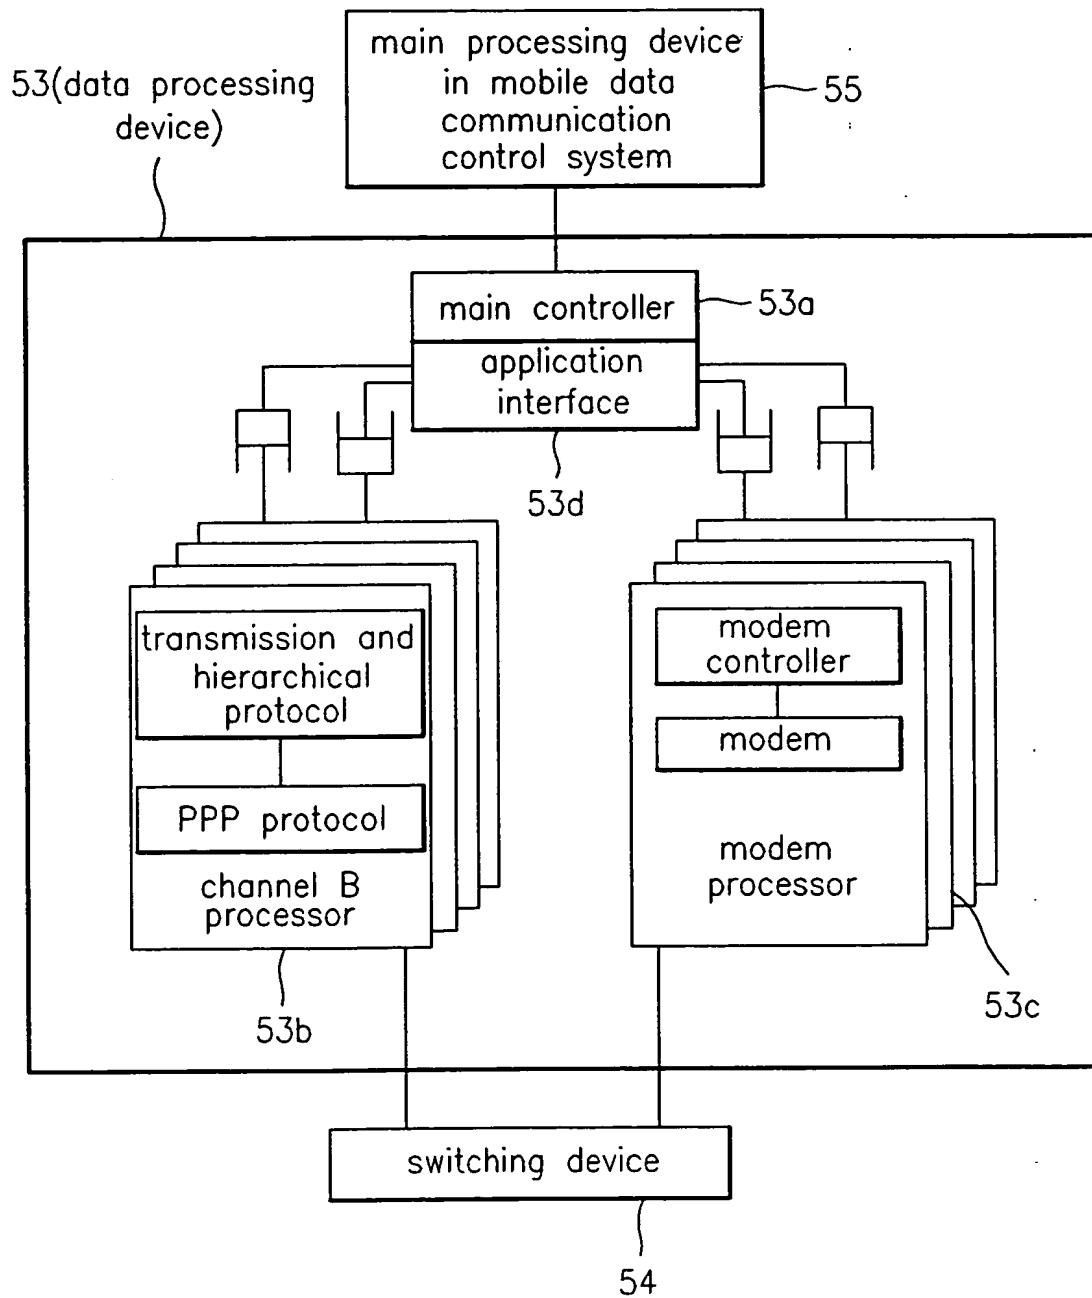 main processing device
in mobile data
communication
control system
55
53(data processing
device)
main controller
53a
application
interface
53d
transmission and
hierarchical
protocol
PPP protocol
channel B
processor
53b
modem
controller
modem
modem
processor
53c
switching device
54